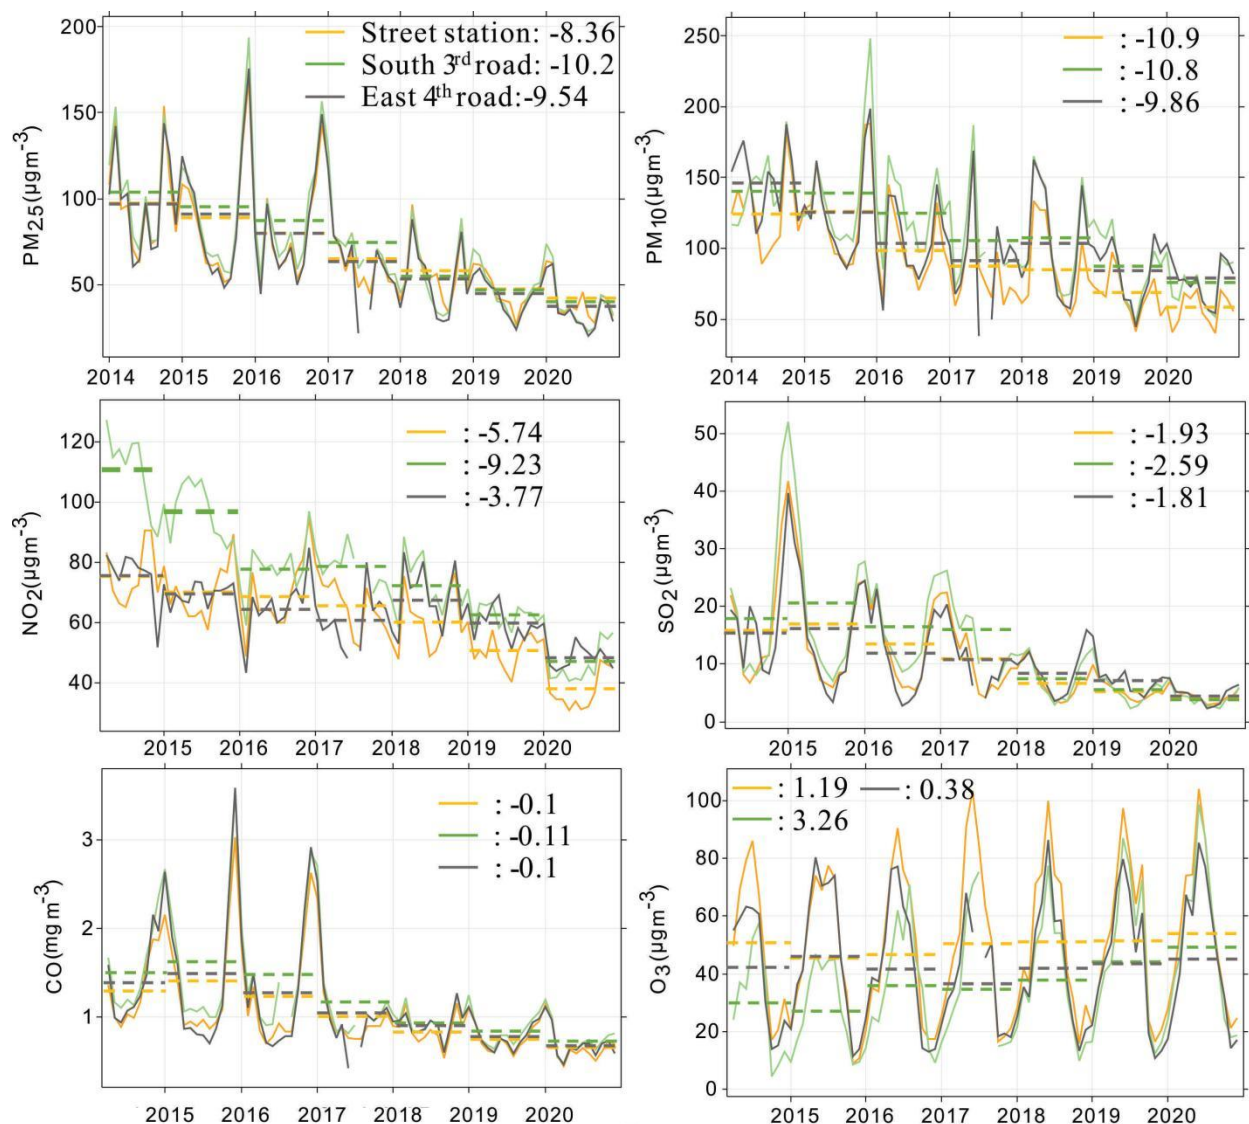 200
150
100
50
PM2.5(μgm-3)
Street station: -8.36
South 3rd road: -10.2
East 4th road:-9.54
2014 2015 2016 2017 2018 2019 2020
250
200
150
100
50
PM10(μgm-3)
: -10.9
: -10.8
: -9.86
2014 2015 2016 2017 2018 2019 2020
120
100
80
60
40
NO2(μgm-3)
: -5.74
: -9.23
: -3.77
2015 2016 2017 2018 2019 2020
50
40
30
20
10
0
SO2(μgm-3)
: -1.93
: -2.59
: -1.81
2015 2016 2017 2018 2019 2020
3
2
1
CO(mg m-3)
: -0.1
: -0.11
: -0.1
2015 2016 2017 2018 2019 2020
100
80
60
40
20
0
O3(μgm-3)
: 1.19 : 0.38
: 3.26
2015 2016 2017 2018 2019 2020